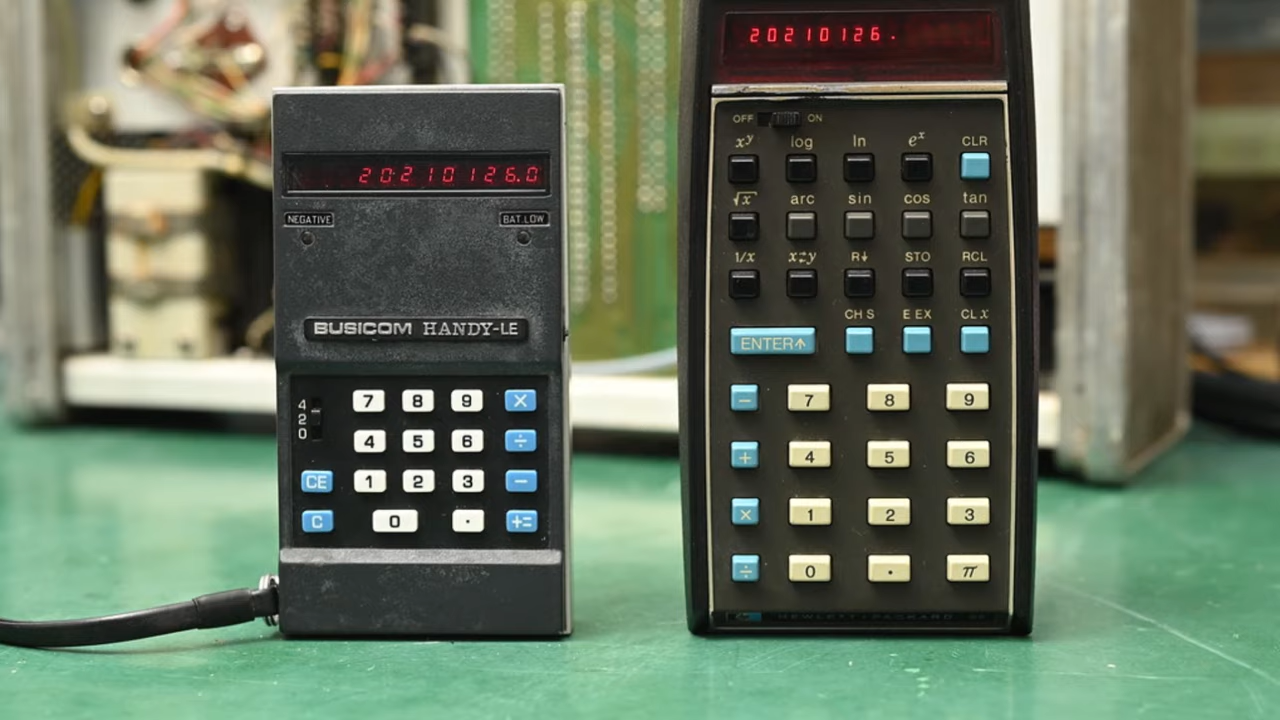 20210126.0
NEGATIVE BAT.LOW
BUSICOM HANDY-LE
4
2
0
7 8 9 ×
4 5 6 ÷
CE 1 2 3 −
C 0 . +=
20210126.
OFF ON
xʸ log ln eˣ CLR
√x arc sin cos tan
1/x x⇄y R↓ STO RCL
CH S E EX CL x
ENTER↑
− 7 8 9
+ 4 5 6
× 1 2 3
÷ 0 . π
HEWLETT·PACKARD